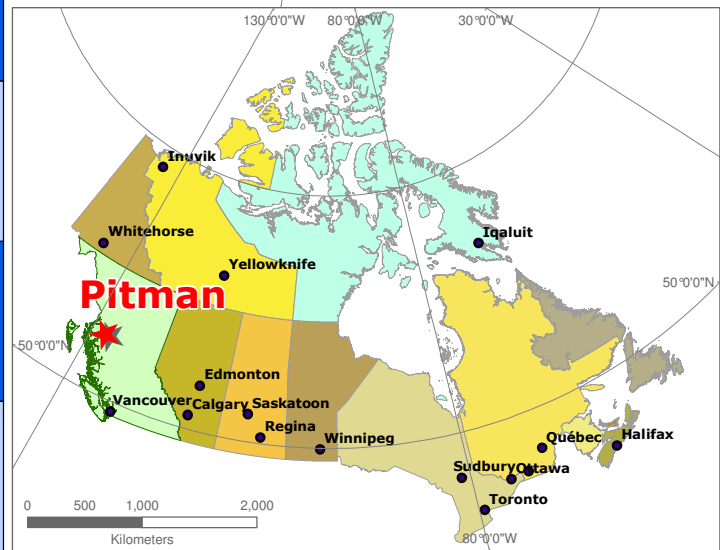 130°0'0"W 80°0'0"W 30°0'0"W
Inuvik
Whitehorse
Iqaluit
Yellowknife
50°0'0"N
Pitman
50°0'0"N
Edmonton
Vancouver Calgary Saskatoon
Regina
Winnipeg
Québec Halifax
Sudbury Ottawa
Toronto
0 500 1,000 2,000
Kilometers
80°0'0"W